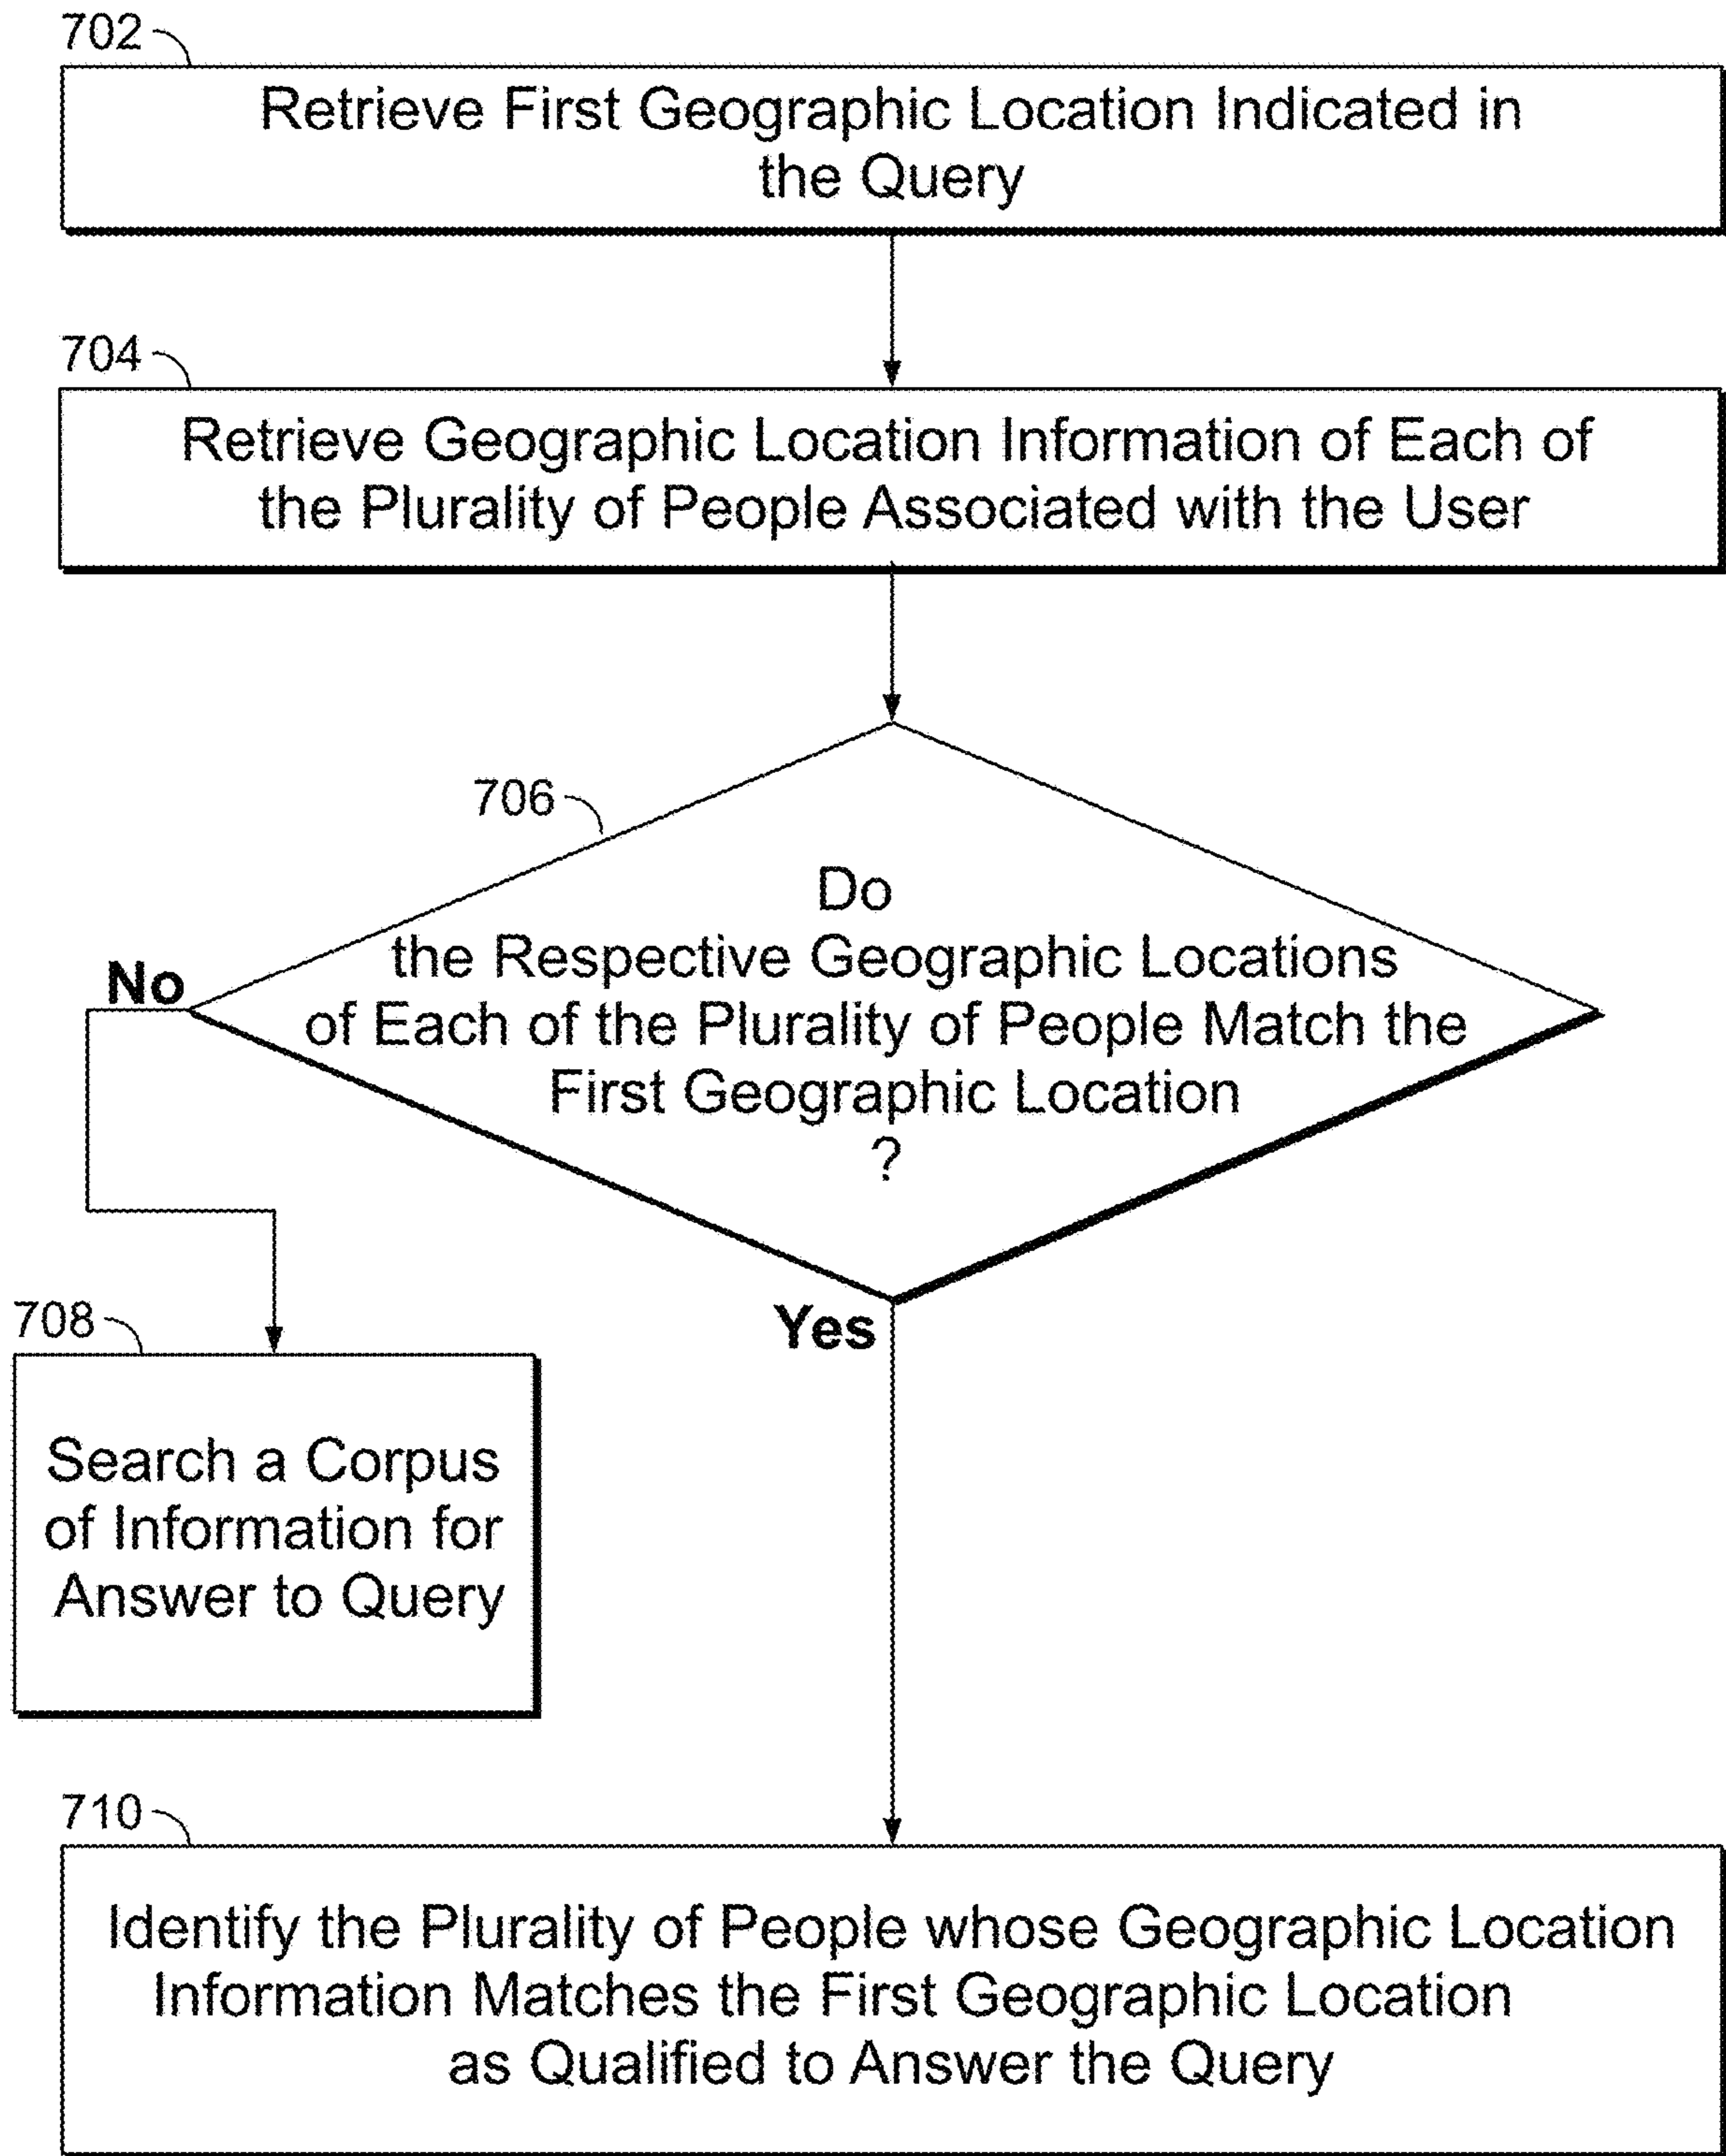 702
Retrieve First Geographic Location Indicated in
the Query
704
Retrieve Geographic Location Information of Each of
the Plurality of People Associated with the User
706
Do
the Respective Geographic Locations
of Each of the Plurality of People Match the
First Geographic Location
?
No
Yes
708
Search a Corpus
of Information for
Answer to Query
710
Identify the Plurality of People whose Geographic Location
Information Matches the First Geographic Location
as Qualified to Answer the Query